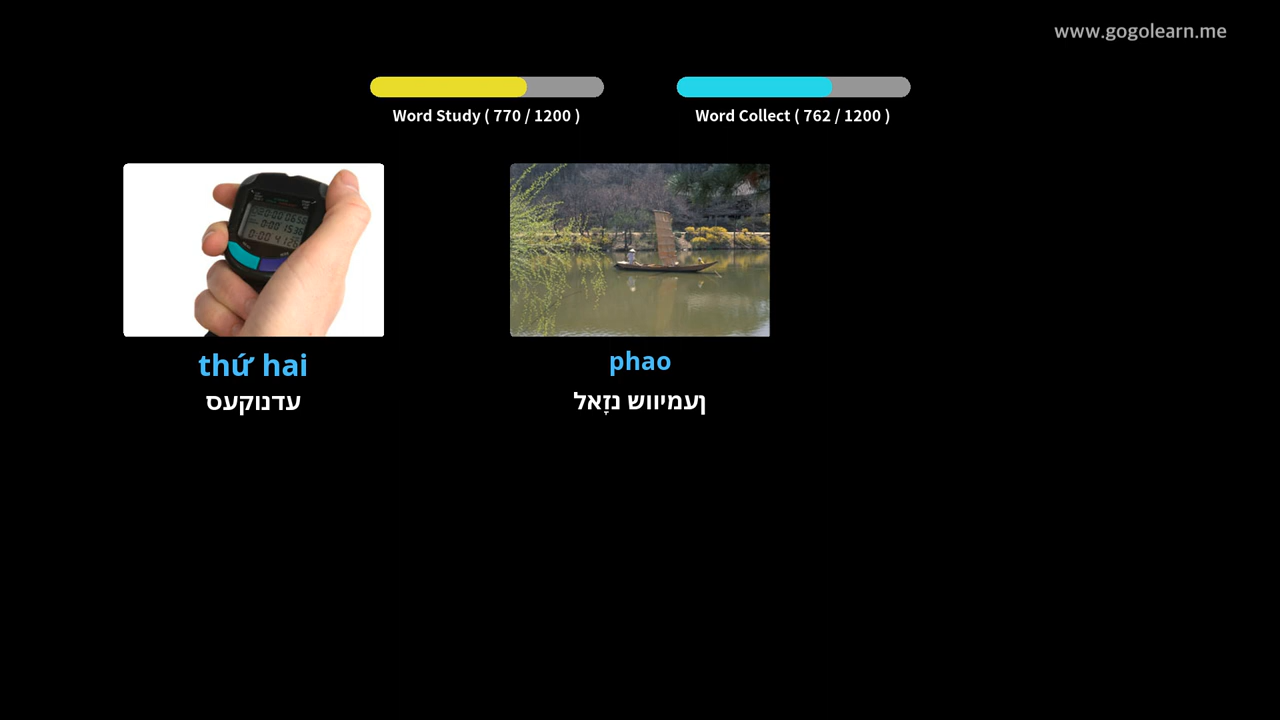 www.gogolearn.me
Word Study ( 770 / 1200 )
Word Collect ( 762 / 1200 )
thứ hai
עדנוקעס
phao
ןעמיווש נזָאל